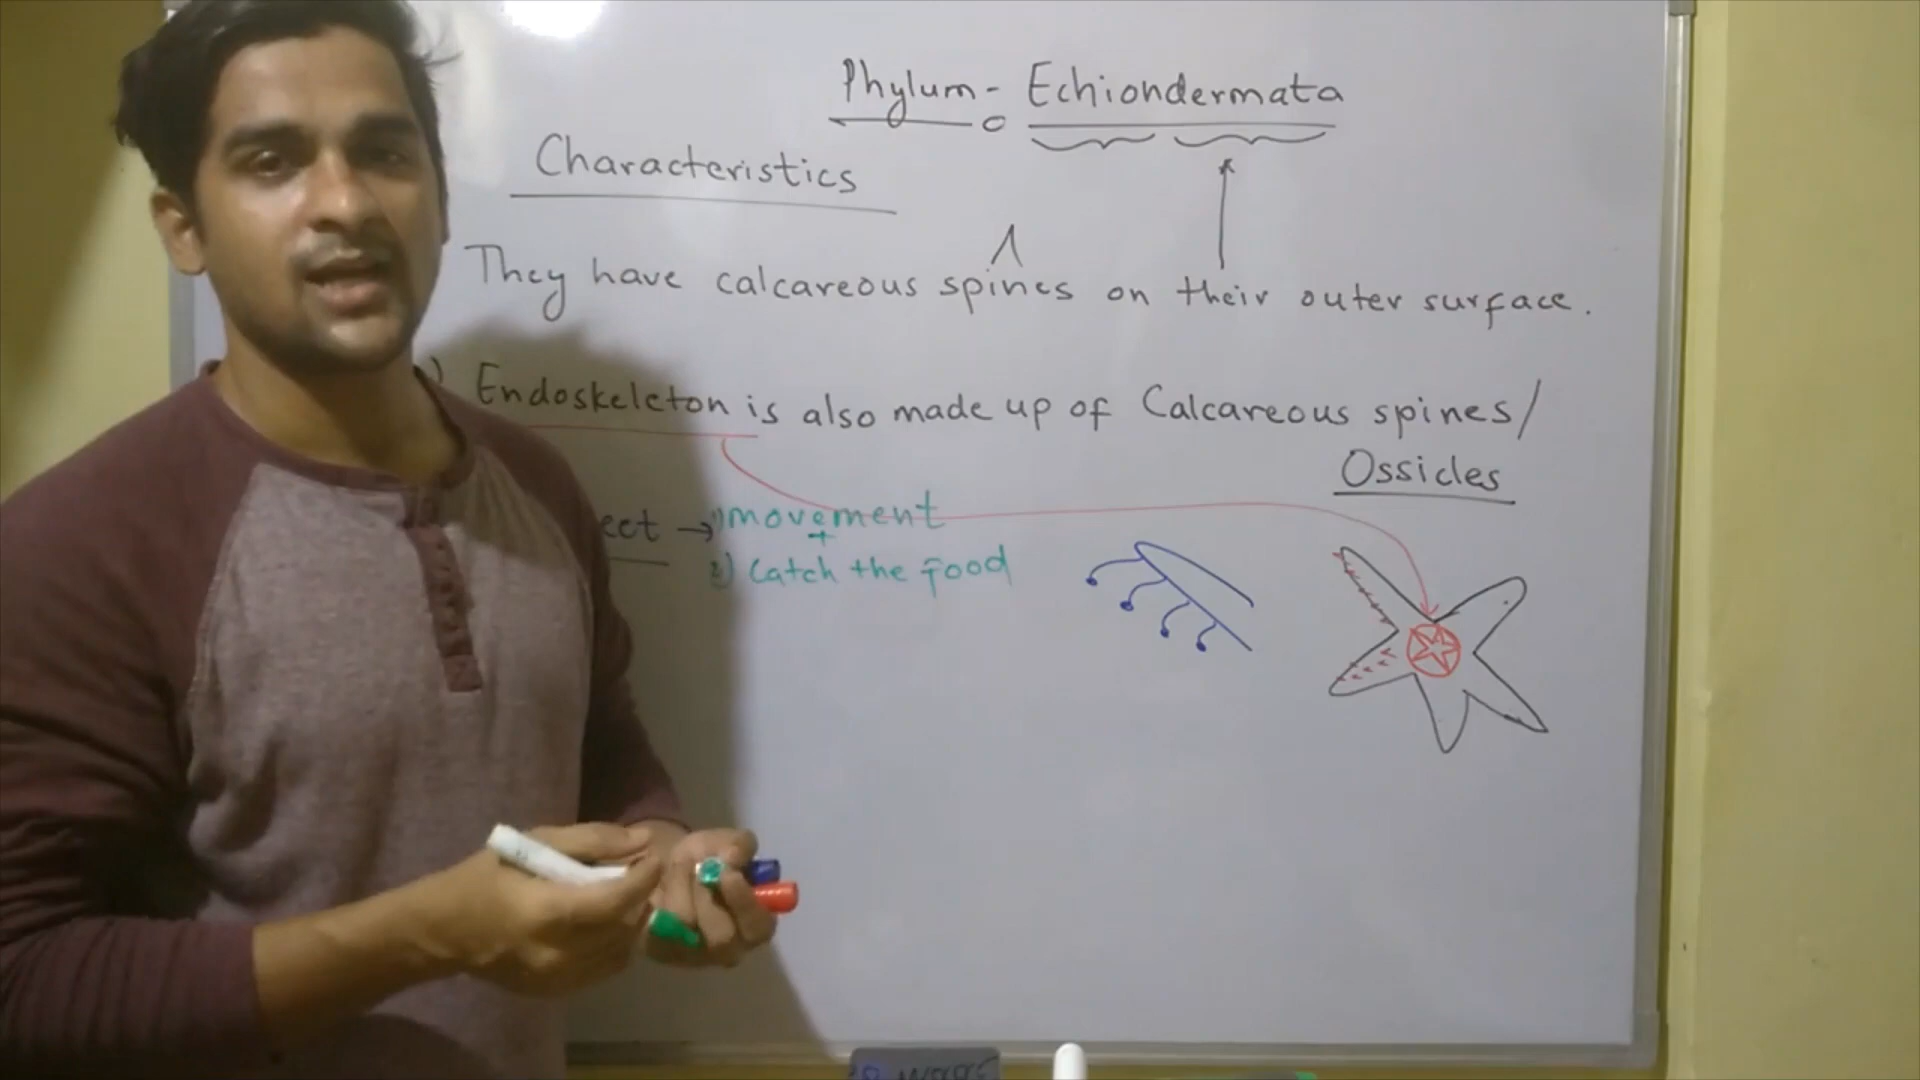 Phylum - Echiondermata
Characteristics
They have calcareous spines on their outer surface.
) Endoskeleton is also made up of Calcareous spines/
Ossicles
eet → 1) movement
+
2) Catch the food